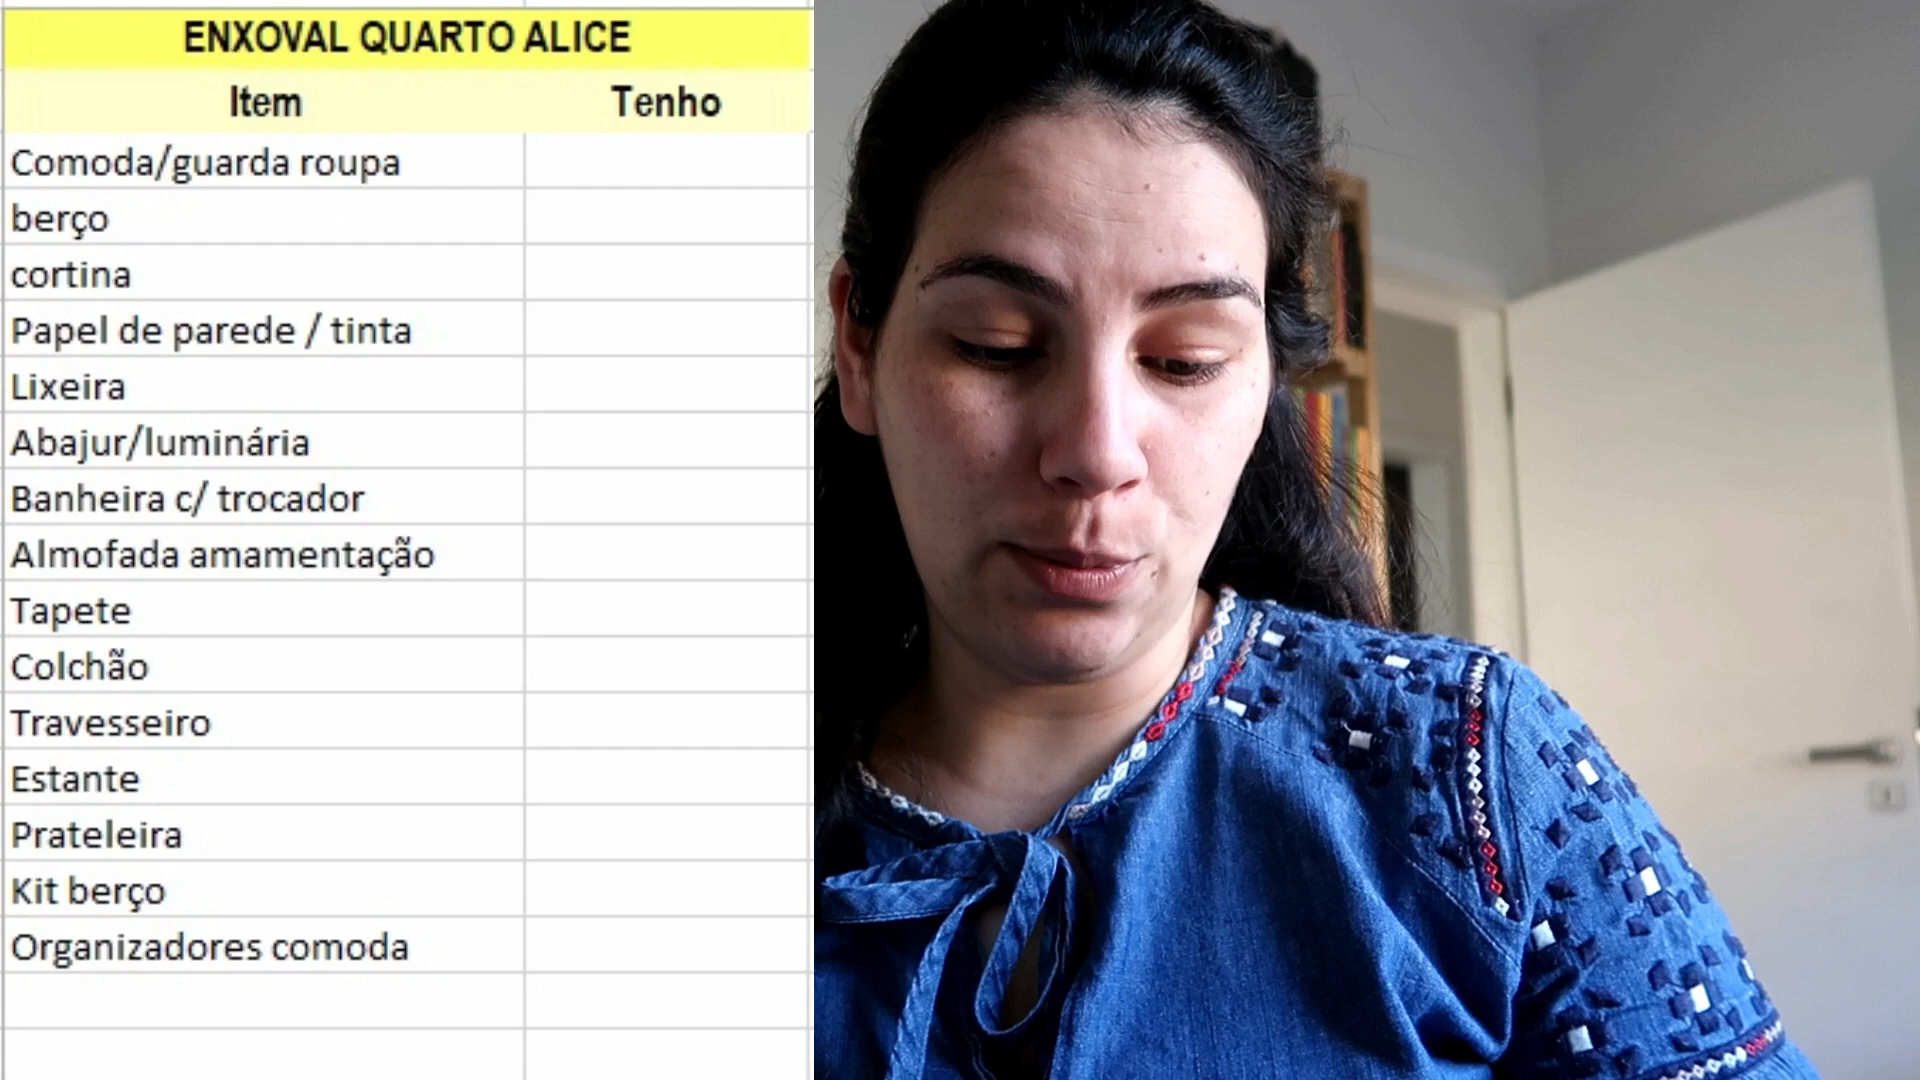 ENXOVAL QUARTO ALICE
Item Tenho
Comoda/guarda roupa
berço
cortina
Papel de parede / tinta
Lixeira
Abajur/luminária
Banheira c/ trocador
Almofada amamentação
Tapete
Colchão
Travesseiro
Estante
Prateleira
Kit berço
Organizadores comoda